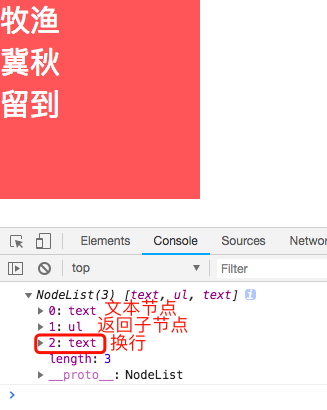 牧渔
冀秋
留到
Elements Console Sources Networ
top Filter
NodeList(3) [text, ul, text] i
0: text 文本节点
1: ul 返回子节点
2: text 换行
length: 3
__proto__: NodeList